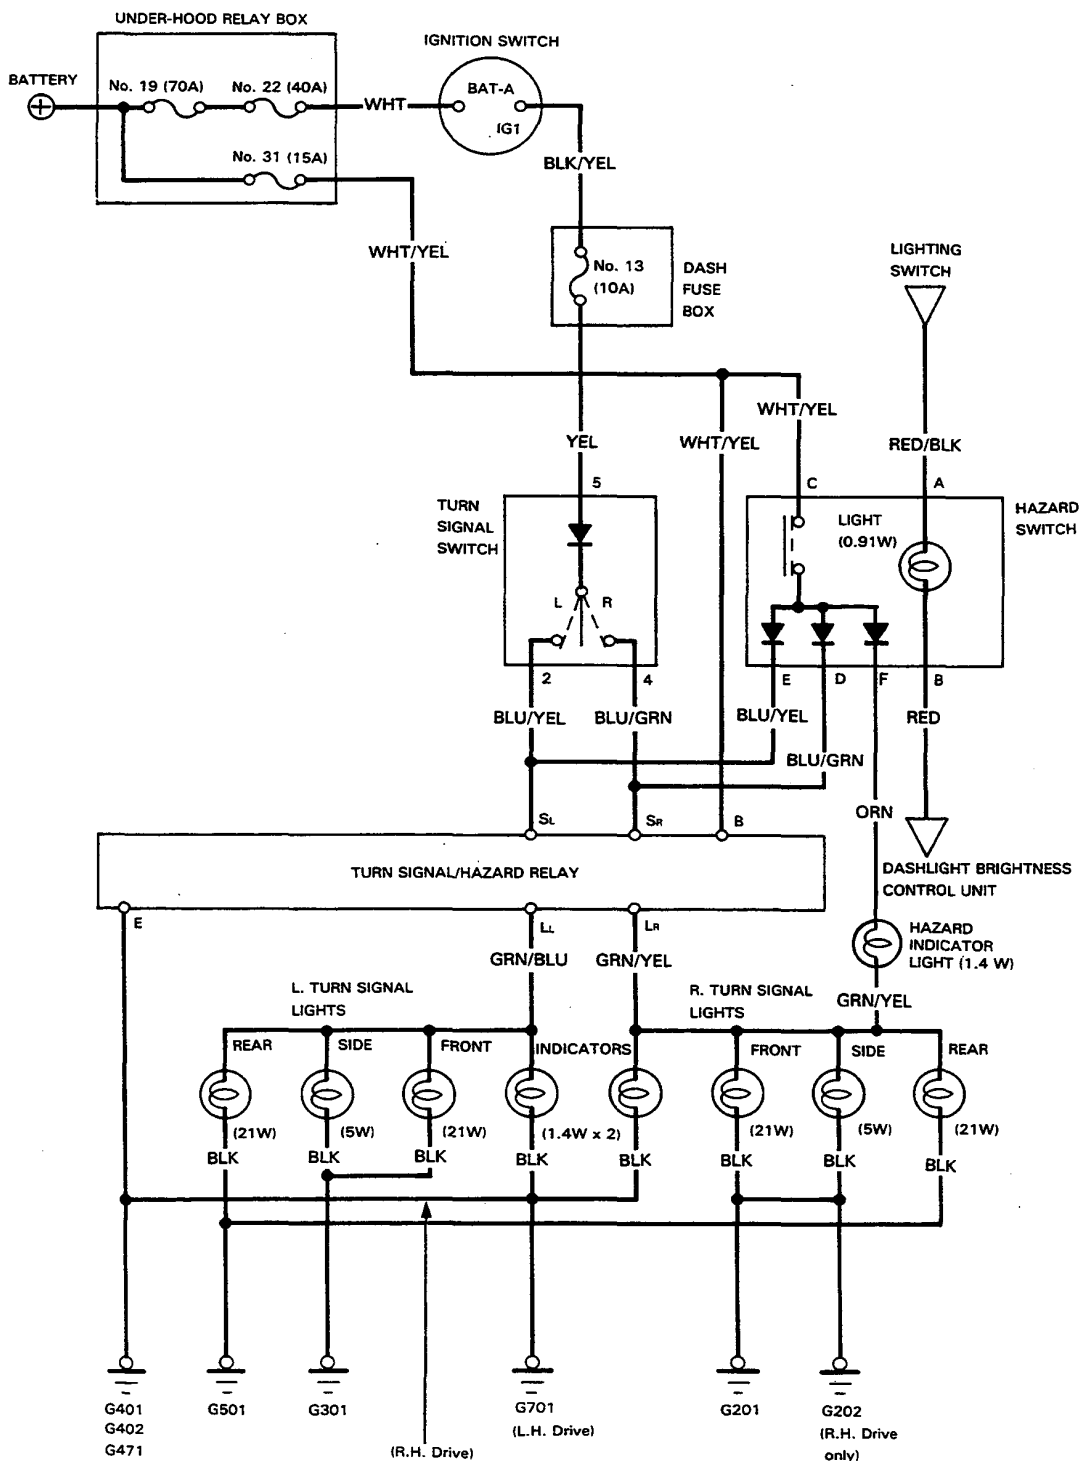 UNDER-HOOD RELAY BOX
IGNITION SWITCH
BATTERY
No. 19 (70A)
No. 22 (40A)
WHT
BAT-A
IG1
No. 31 (15A)
BLK/YEL
WHT/YEL
No. 13
(10A)
DASH
FUSE
BOX
LIGHTING
SWITCH
WHT/YEL
YEL
WHT/YEL
RED/BLK
5
C
A
TURN
SIGNAL
SWITCH
LIGHT
(0.91W)
HAZARD
SWITCH
L
R
2
4
E
D
F
B
BLU/YEL
BLU/GRN
BLU/YEL
RED
BLU/GRN
ORN
SL
SR
B
TURN SIGNAL/HAZARD RELAY
DASHLIGHT BRIGHTNESS
CONTROL UNIT
E
LL
LR
HAZARD
INDICATOR
LIGHT (1.4 W)
GRN/BLU
GRN/YEL
L. TURN SIGNAL
LIGHTS
R. TURN SIGNAL
LIGHTS
GRN/YEL
REAR
SIDE
FRONT
INDICATORS
FRONT
SIDE
REAR
(21W)
(5W)
(21W)
(1.4W x 2)
(21W)
(5W)
(21W)
BLK
BLK
BLK
BLK
BLK
BLK
BLK
BLK
G401
G402
G471
G501
G301
(R.H. Drive)
G701
(L.H. Drive)
G201
G202
(R.H. Drive
only)